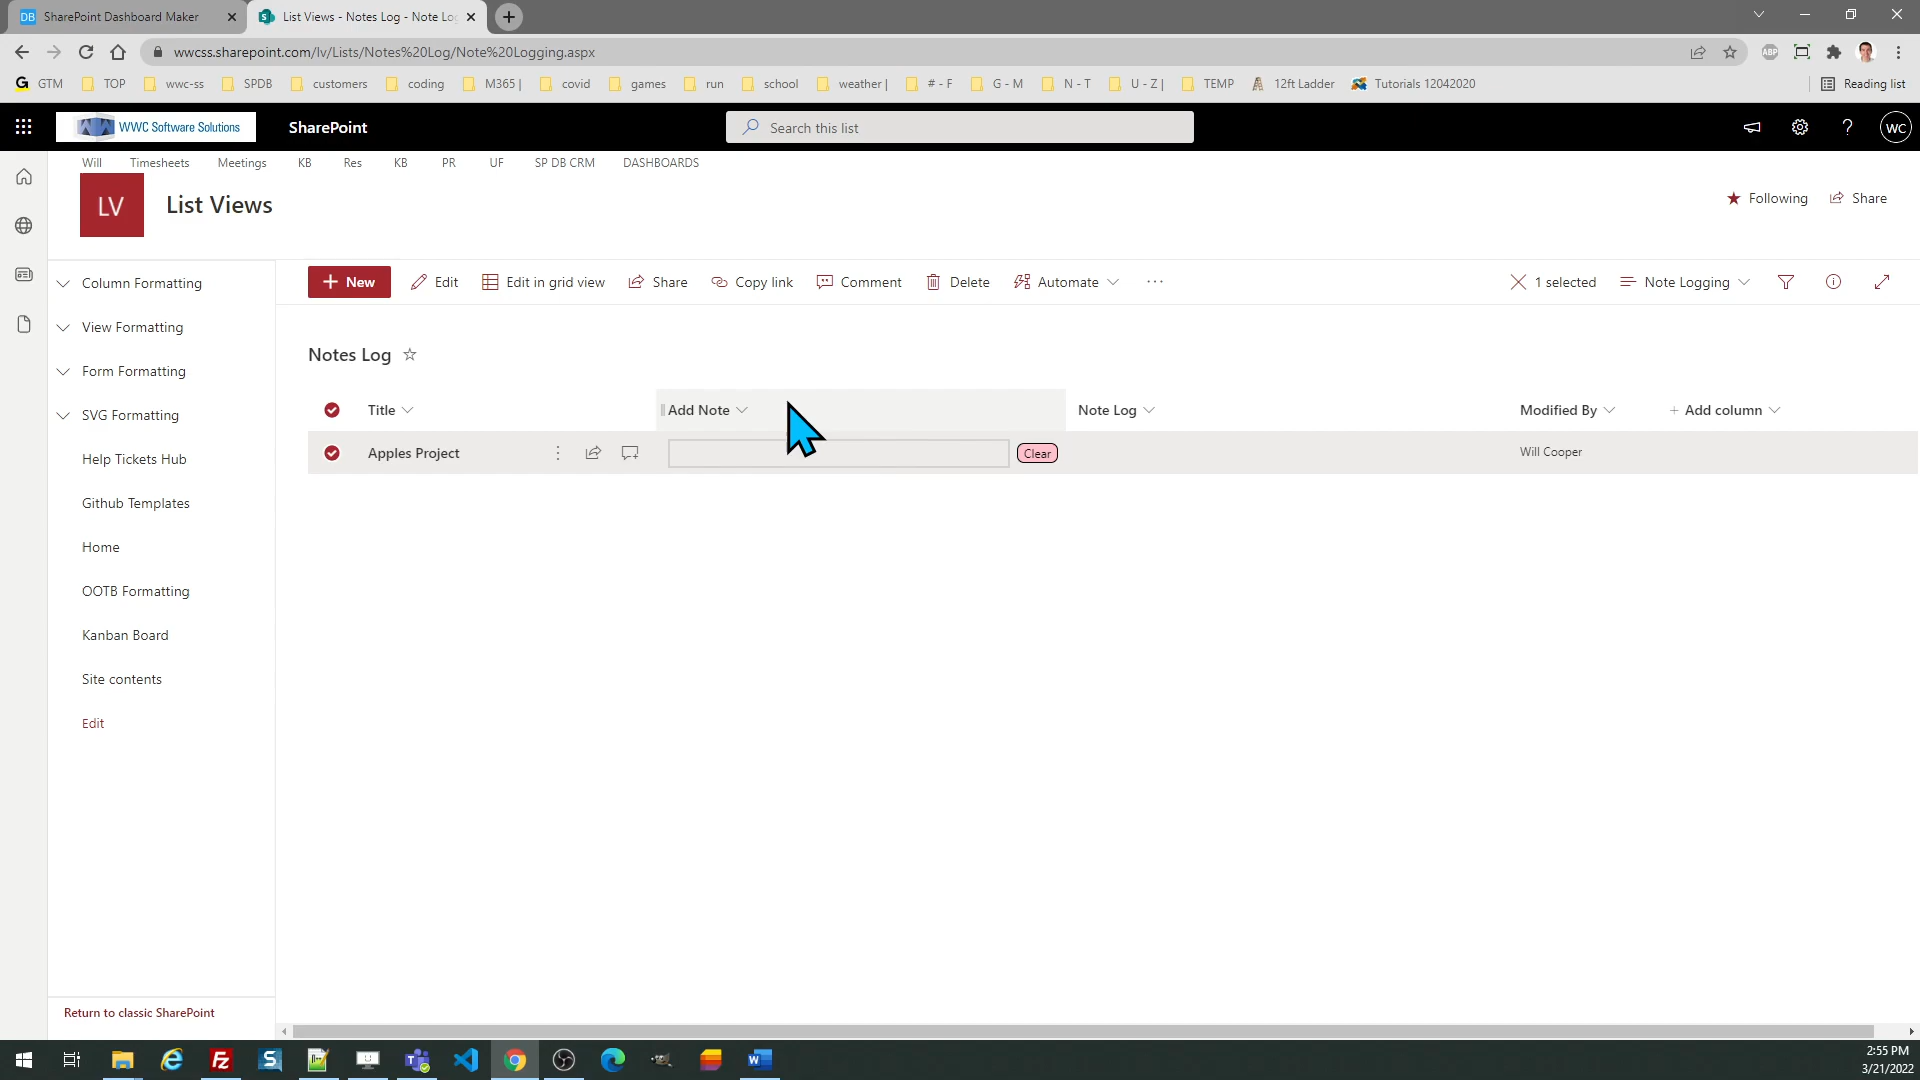 DB SharePoint Dashboard Maker
List Views - Notes Log - Note Log
wwcss.sharepoint.com/lv/Lists/Notes%20Log/Note%20Logging.aspx
ABP
G GTM TOP wwc-ss SPDB customers coding M365 | covid games run school weather | # - F G - M N - T U - Z | TEMP 12ft Ladder Tutorials 12042020 Reading list
WWC Software Solutions SharePoint Search this list ? WC
Will Timesheets Meetings KB Res KB PR UF SP DB CRM DASHBOARDS
LV List Views Following Share
New Edit Edit in grid view Share Copy link Comment Delete Automate ··· 1 selected Note Logging
Column Formatting
View Formatting
Form Formatting
SVG Formatting
Help Tickets Hub
Github Templates
Home
OOTB Formatting
Kanban Board
Site contents
Edit
Return to classic SharePoint
Notes Log
Title Add Note Note Log Modified By + Add column
Apples Project Clear Will Cooper
2:55 PM
3/21/2022